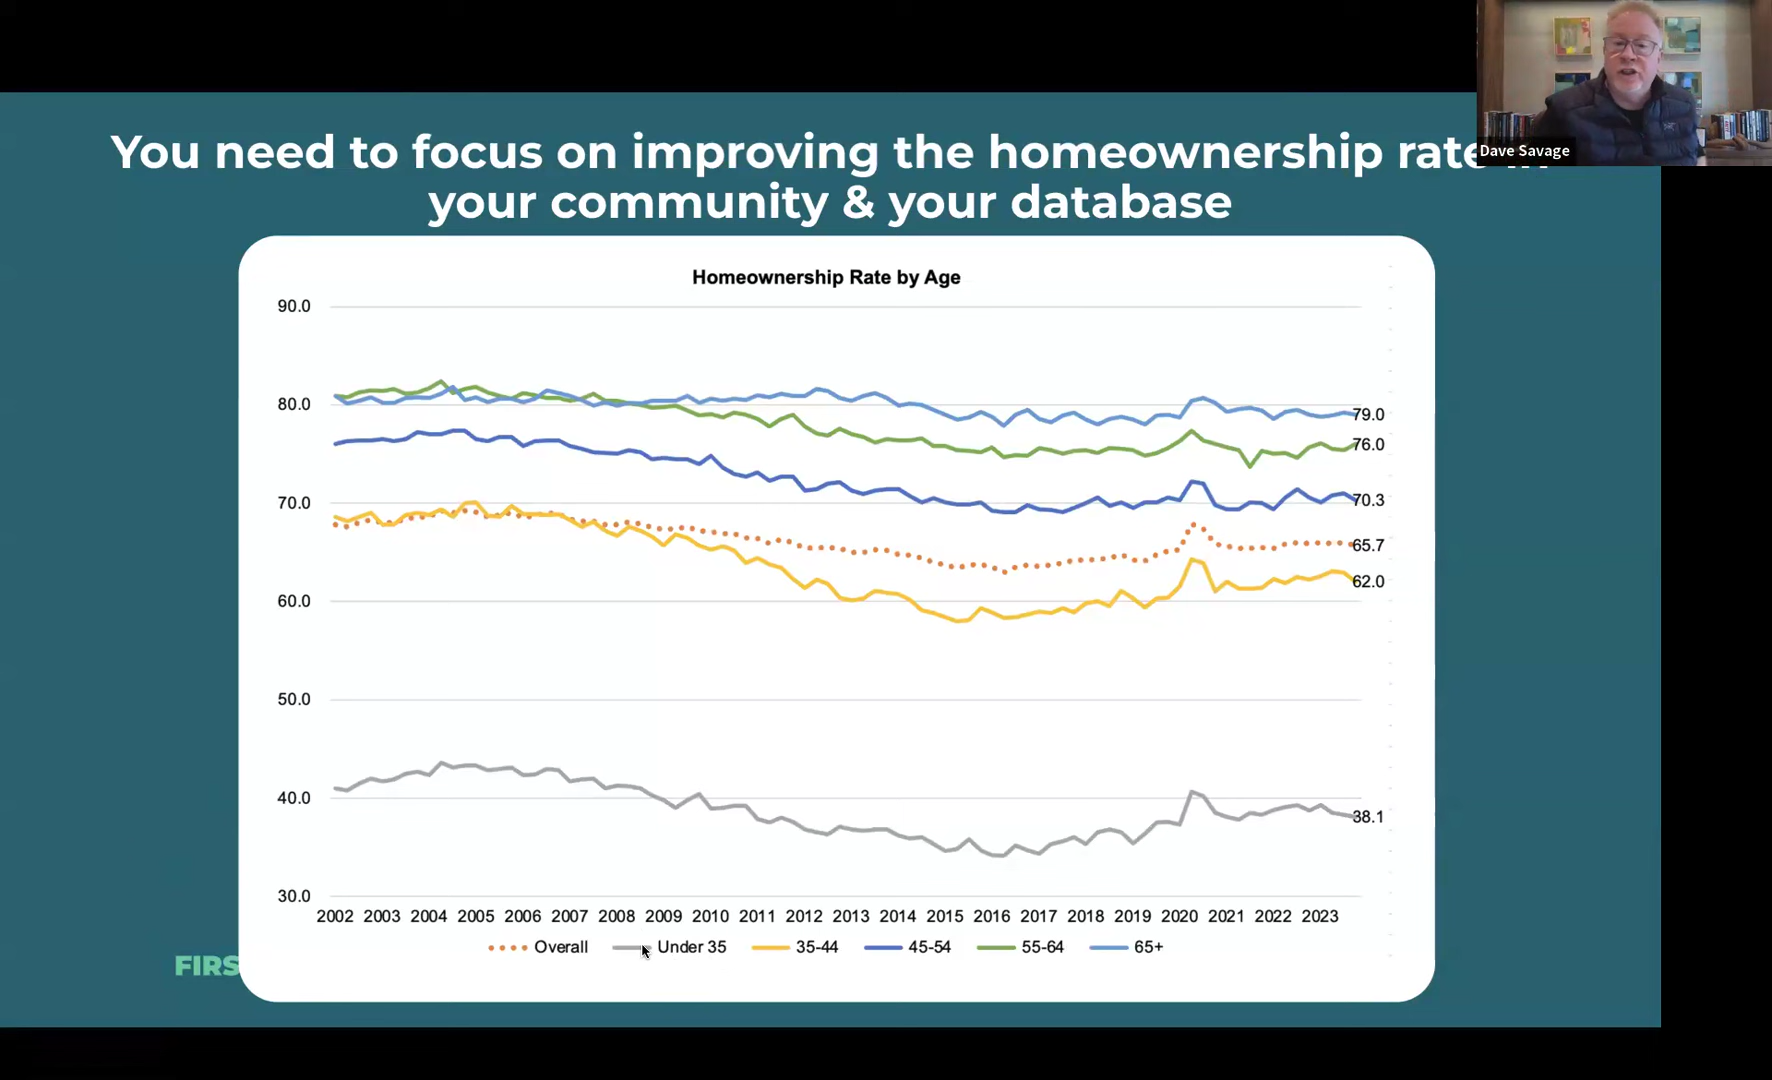 You need to focus on improving the homeownership rate in
your community & your database
Dave Savage
Homeownership Rate by Age
90.0
80.0
70.0
60.0
50.0
40.0
30.0
79.0
76.0
70.3
65.7
62.0
38.1
2002 2003 2004 2005 2006 2007 2008 2009 2010 2011 2012 2013 2014 2015 2016 2017 2018 2019 2020 2021 2022 2023
Overall Under 35 35-44 45-54 55-64 65+
FIRS